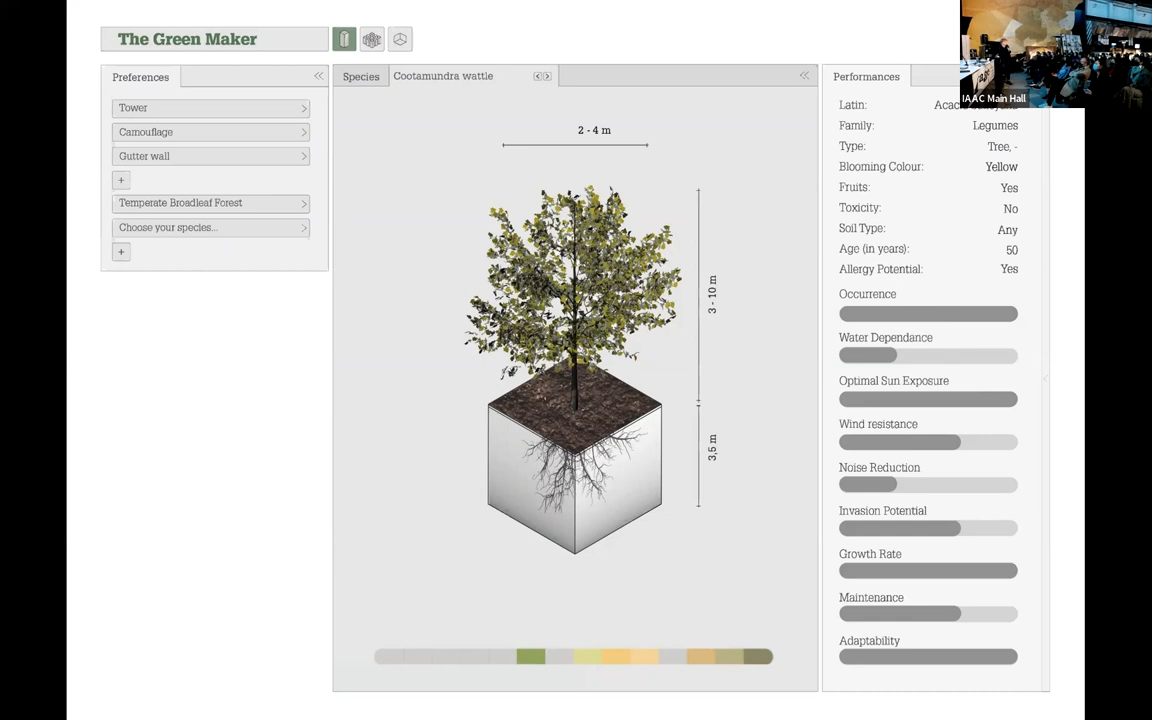 The Green Maker
IAAC Main Hall
Preferences
Species
Cootamundra wattle
Performances
Tower
Camouflage
Gutter wall
+
Temperate Broadleaf Forest
Choose your species...
+
2 - 4 m
3 - 10 m
3,5 m
Latin:
Family: Legumes
Type: Tree, -
Blooming Colour: Yellow
Fruits: Yes
Toxicity: No
Soil Type: Any
Age (in years): 50
Allergy Potential: Yes
Occurrence
Water Dependance
Optimal Sun Exposure
Wind resistance
Noise Reduction
Invasion Potential
Growth Rate
Maintenance
Adaptability